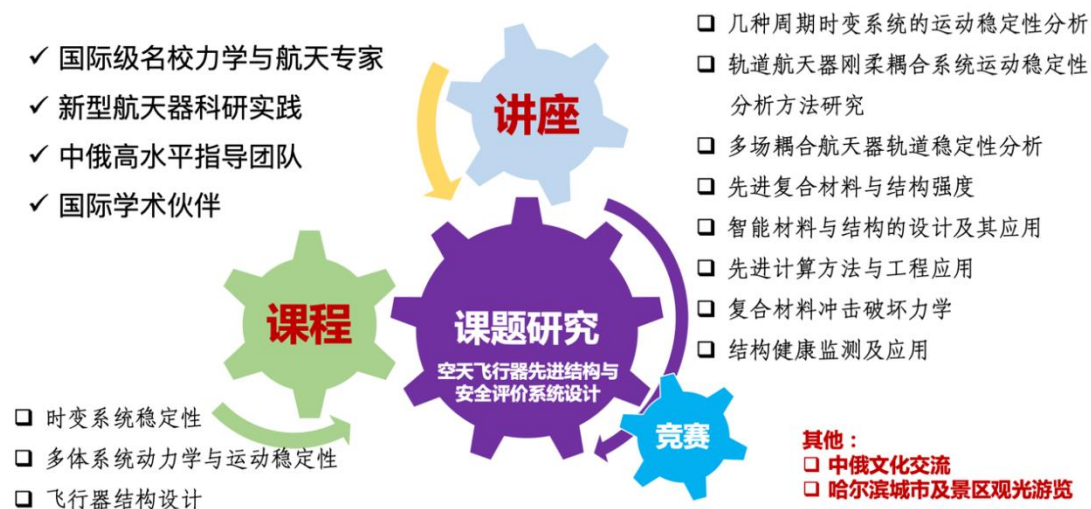 ✓ 国际级名校力学与航天专家
✓ 新型航天器科研实践
✓ 中俄高水平指导团队
✓ 国际学术伙伴
讲座
❑ 几种周期时变系统的运动稳定性分析
❑ 轨道航天器刚柔耦合系统运动稳定性
分析方法研究
❑ 多场耦合航天器轨道稳定性分析
❑ 先进复合材料与结构强度
❑ 智能材料与结构的设计及其应用
❑ 先进计算方法与工程应用
❑ 复合材料冲击破坏力学
❑ 结构健康监测及应用
课程
课题研究
空天飞行器先进结构与
安全评价系统设计
竞赛
❑ 时变系统稳定性
❑ 多体系统动力学与运动稳定性
❑ 飞行器结构设计
其他：
❑ 中俄文化交流
❑ 哈尔滨城市及景区观光游览